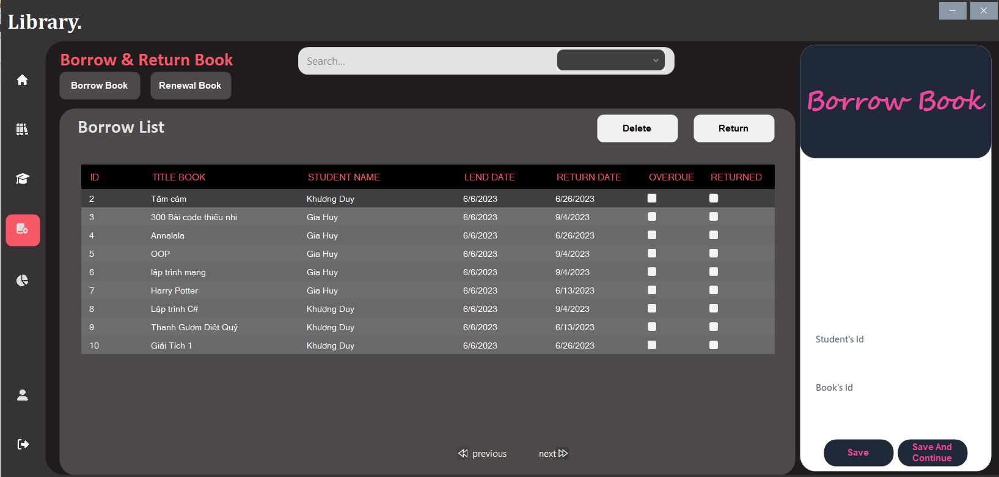 Library.
Borrow & Return Book
Search...
Borrow Book
Renewal Book
Borrow List
Delete
Return
ID TITLE BOOK STUDENT NAME LEND DATE RETURN DATE OVERDUE RETURNED
2 Tấm cám Khương Duy 6/6/2023 6/26/2023
3 300 Bài code thiếu nhi Gia Huy 6/6/2023 9/4/2023
4 Annalala Gia Huy 6/6/2023 6/26/2023
5 OOP Gia Huy 6/6/2023 9/4/2023
6 lập trình mạng Gia Huy 6/6/2023 9/4/2023
7 Harry Potter Gia Huy 6/6/2023 6/13/2023
8 Lập trình C# Khương Duy 6/6/2023 9/4/2023
9 Thanh Gươm Diệt Quỷ Khương Duy 6/6/2023 6/13/2023
10 Giải Tích 1 Khương Duy 6/6/2023 6/26/2023
previous
next
Borrow Book
Student's Id
Book's Id
Save
Save And
Continue